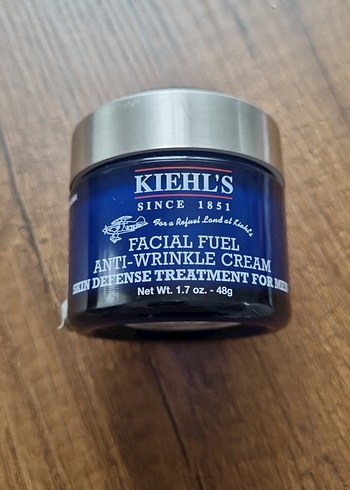 KIEHL'S
SINCE 1851
For a Refuel Land at Kiehl's
FACIAL FUEL
ANTI-WRINKLE CREAM
SKIN DEFENSE TREATMENT FOR MEN
Net Wt. 1.7 oz. - 48g